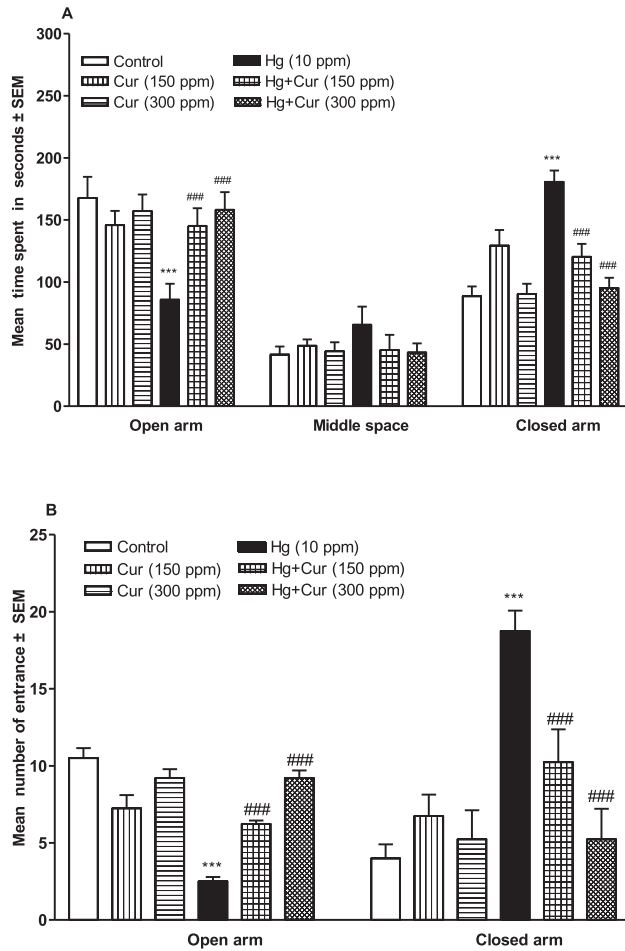 A
Mean time spent in seconds ± SEM
300
250
200
150
100
50
0
Control
Cur (150 ppm)
Cur (300 ppm)
Hg (10 ppm)
Hg+Cur (150 ppm)
Hg+Cur (300 ppm)
***
###
###
***
###
###
Open arm
Middle space
Closed arm
B
Mean number of entrance ± SEM
25
20
15
10
5
0
Control
Cur (150 ppm)
Cur (300 ppm)
Hg (10 ppm)
Hg+Cur (150 ppm)
Hg+Cur (300 ppm)
***
###
###
***
###
###
Open arm
Closed arm